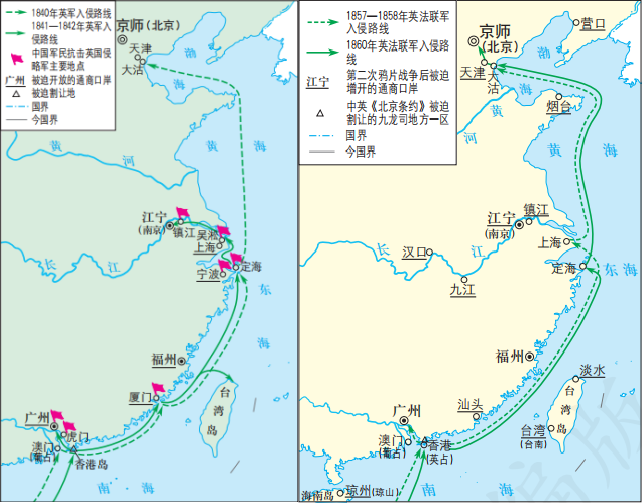 1840年英军入侵路线
1841—1842年英军入
侵路线
中国军民抗击英国侵
略军主要地点
广州 被迫开放的通商口岸
被迫割让地
国界
今国界
京师
(北京)
天津
大沽
渤
海
黄
海
黄
河
江宁
(南京)
镇江
吴淞
上海
宁波
定海
长
江
东
海
福州
厦门
台
湾
岛
广州
虎门
澳门
(葡占)
香港岛
南
海
1857—1858年英法联军
入侵路线
1860年英法联军入侵路
线
江宁 第二次鸦片战争后被迫
增开的通商口岸
中英《北京条约》被迫
割让的九龙司地方一区
国界
今国界
京师
(北京)
营口
天津
大
沽
渤
海
烟台
黄
河
黄
海
江宁
(南京)
镇江
上海
定海
汉口
九江
长
江
东海
福州
淡水
台
湾
岛
台湾
(台南)
汕头
广州
澳门
(葡占)
香港
(英占)
琼州(琼山)
海南岛
南
海